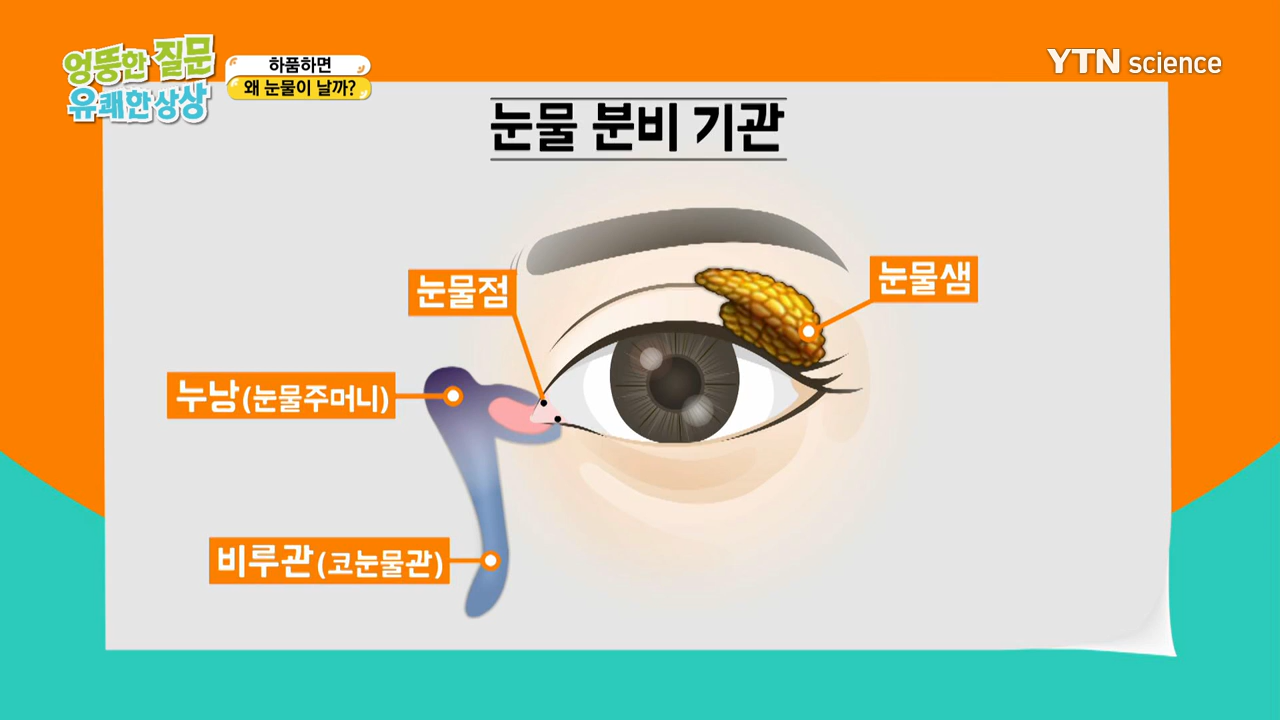 엉뚱한 질문
유쾌한 상상
하품하면
왜 눈물이 날까?
YTN science
눈물 분비 기관
눈물점
눈물샘
누낭(눈물주머니)
비루관(코눈물관)